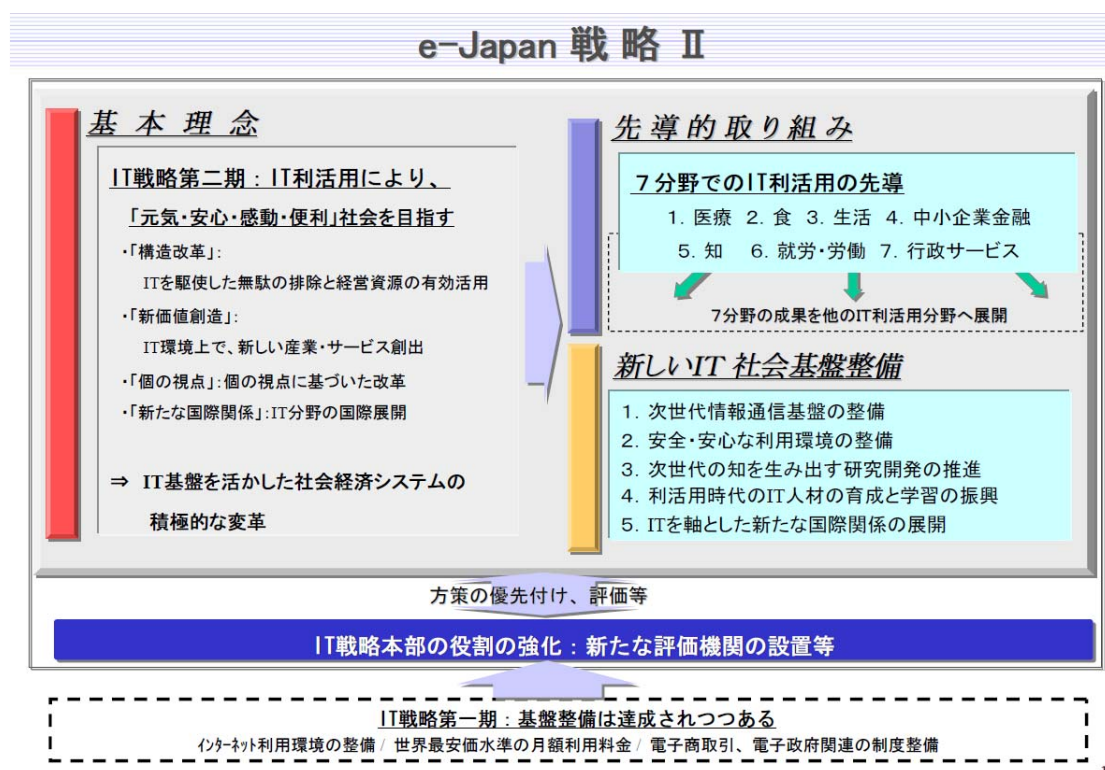 e-Japan 戦略 Ⅱ
基本理念
IT戦略第二期：IT利活用により、
「元気・安心・感動・便利」社会を目指す
・「構造改革」：
ITを駆使した無駄の排除と経営資源の有効活用
・「新価値創造」：
IT環境上で、新しい産業・サービス創出
・「個の視点」：個の視点に基づいた改革
・「新たな国際関係」：IT分野の国際展開
⇒ IT基盤を活かした社会経済システムの
積極的な変革
先導的取り組み
７分野でのIT利活用の先導
1. 医療 2. 食 3. 生活 4. 中小企業金融
5. 知 6. 就労・労働 7. 行政サービス
７分野の成果を他のIT利活用分野へ展開
新しいIT 社会基盤整備
1. 次世代情報通信基盤の整備
2. 安全・安心な利用環境の整備
3. 次世代の知を生み出す研究開発の推進
4. 利活用時代のIT人材の育成と学習の振興
5. ITを軸とした新たな国際関係の展開
方策の優先付け、評価等
IT戦略本部の役割の強化：新たな評価機関の設置等
IT戦略第一期：基盤整備は達成されつつある
インターネット利用環境の整備 / 世界最安価水準の月額利用料金 / 電子商取引、電子政府関連の制度整備